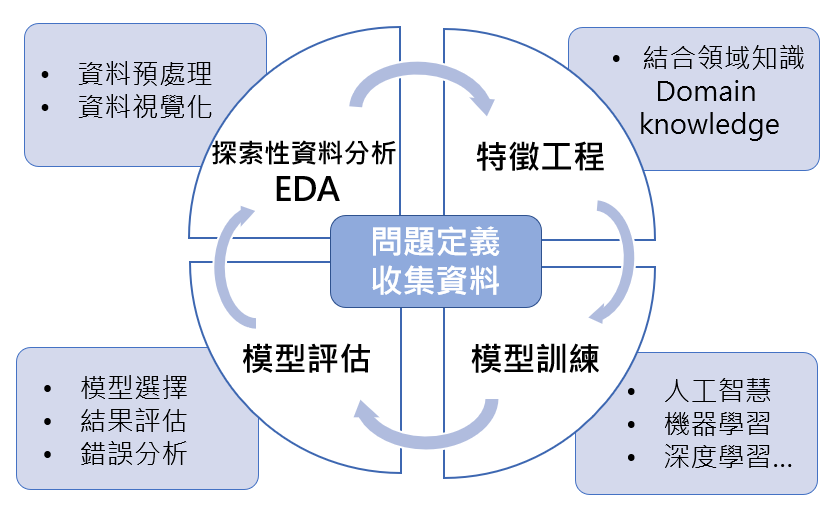 • 資料預處理
• 資料視覺化
探索性資料分析
EDA
特徵工程
• 結合領域知識
Domain
knowledge
問題定義
收集資料
模型評估
模型訓練
• 模型選擇
• 結果評估
• 錯誤分析
• 人工智慧
• 機器學習
• 深度學習...